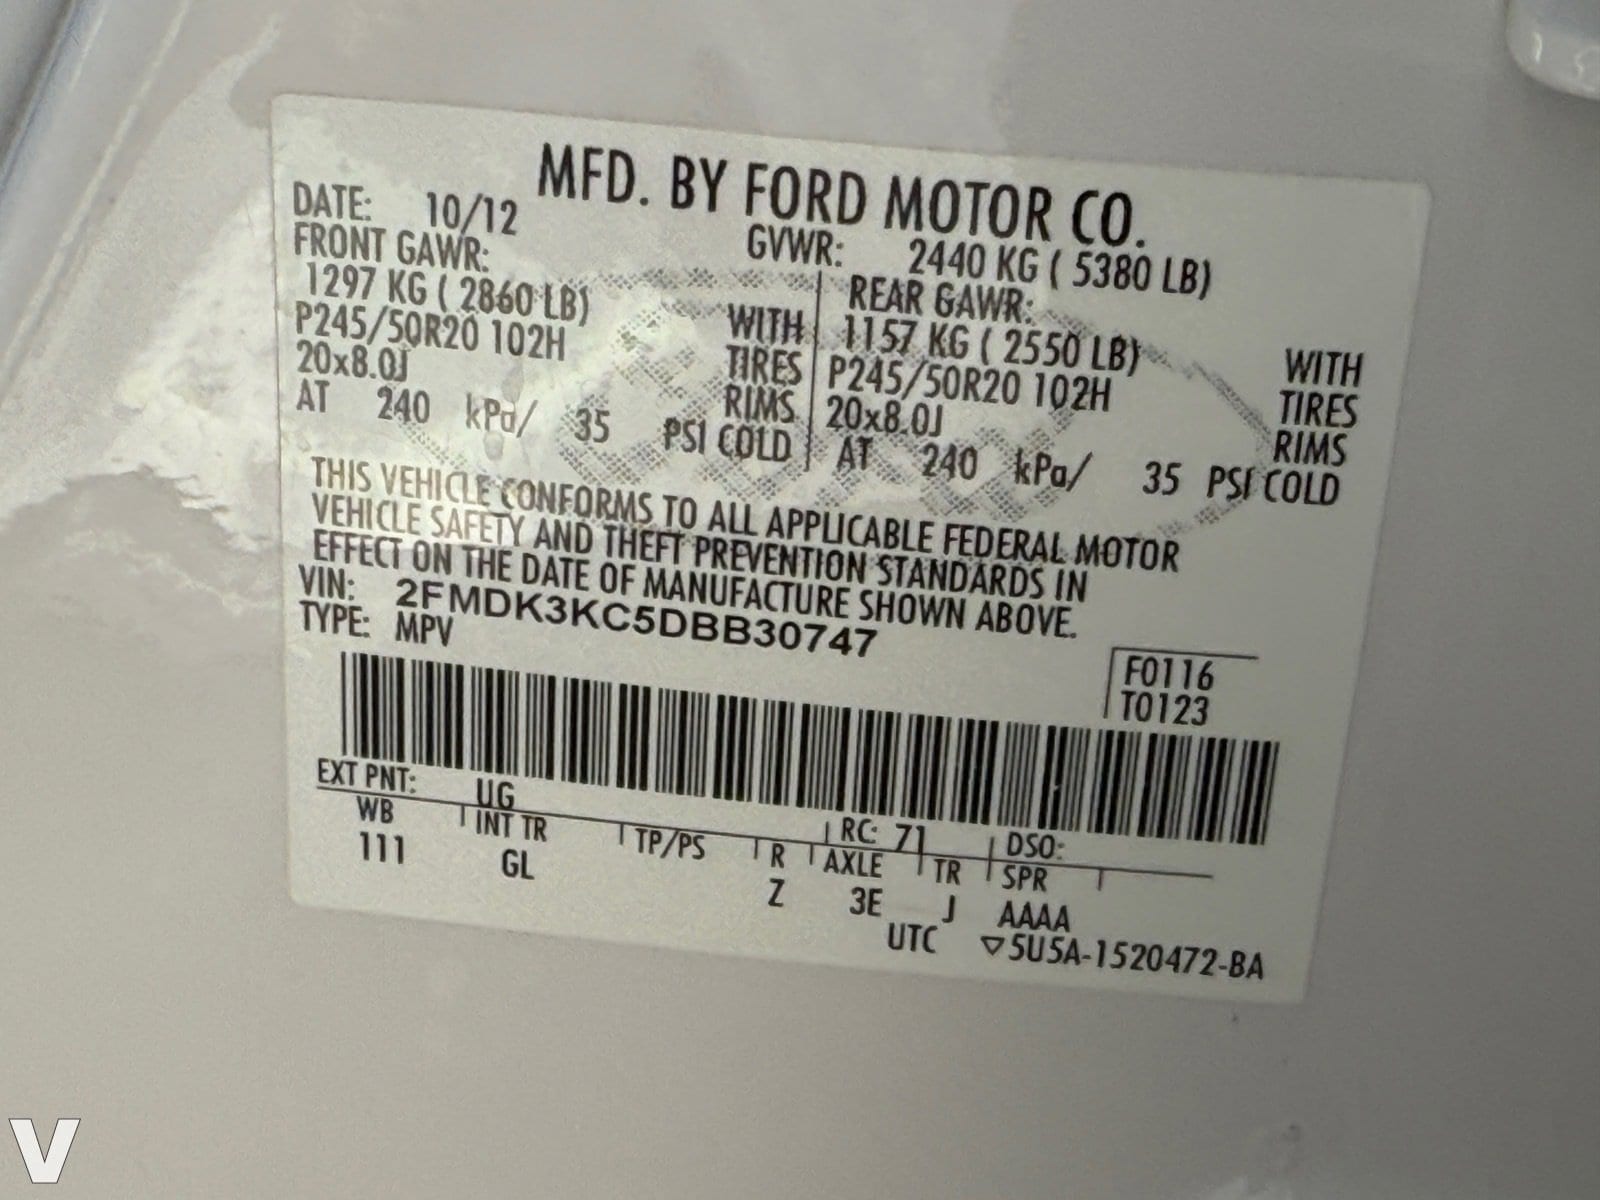 MFD. BY FORD MOTOR CO.
DATE: 10/12 GVWR: 2440 KG ( 5380 LB)
FRONT GAWR: REAR GAWR:
1297 KG ( 2860 LB) WITH 1157 KG ( 2550 LB) WITH
P245/50R20 102H TIRES P245/50R20 102H TIRES
20x8.0J RIMS 20x8.0J RIMS
AT 240 kPa/ 35 PSI COLD AT 240 kPa/ 35 PSI COLD
THIS VEHICLE CONFORMS TO ALL APPLICABLE FEDERAL MOTOR
VEHICLE SAFETY AND THEFT PREVENTION STANDARDS IN
EFFECT ON THE DATE OF MANUFACTURE SHOWN ABOVE.
VIN: 2FMDK3KC5DBB30747
TYPE: MPV
F0116
T0123
EXT PNT: UG RC: 71 DSO:
WB INT TR TP/PS R AXLE TR SPR
111 GL Z 3E J AAAA
UTC ▽5U5A-1520472-BA
V